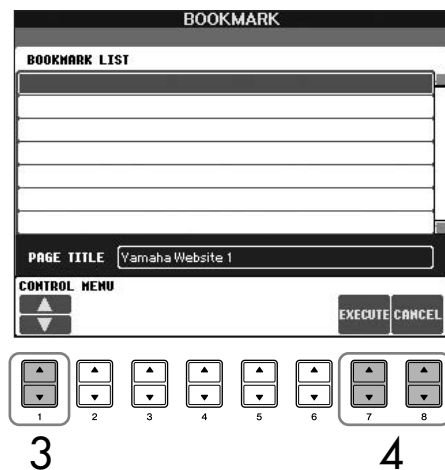 BOOKMARK
BOOKMARK LIST
PAGE TITLE Yamaha Website 1
CONTROL MENU
EXECUTE CANCEL
1 2 3 4 5 6 7 8
3 4